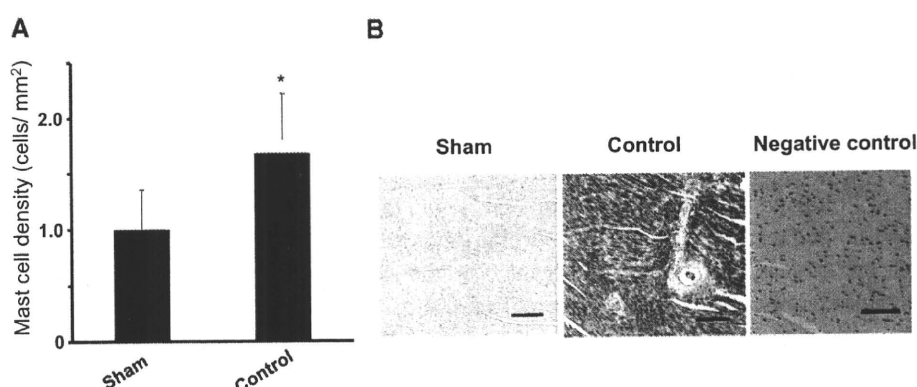 A
Mast cell density (cells/ mm²)
2.0
1.0
0
*
Sham
Control
B
Sham
Control
Negative control